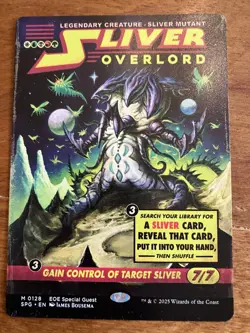 LEGENDARY CREATURE - SLIVER MUTANT
SLIVER
OVERLORD
3
SEARCH YOUR LIBRARY FOR
A SLIVER CARD,
REVEAL THAT CARD,
PUT IT INTO YOUR HAND,
THEN SHUFFLE
3
GAIN CONTROL OF TARGET SLIVER
7/7
M 0128 EOE Special Guest
SPG • EN JAMES BOUSEMA
™ & © 2025 Wizards of the Coast